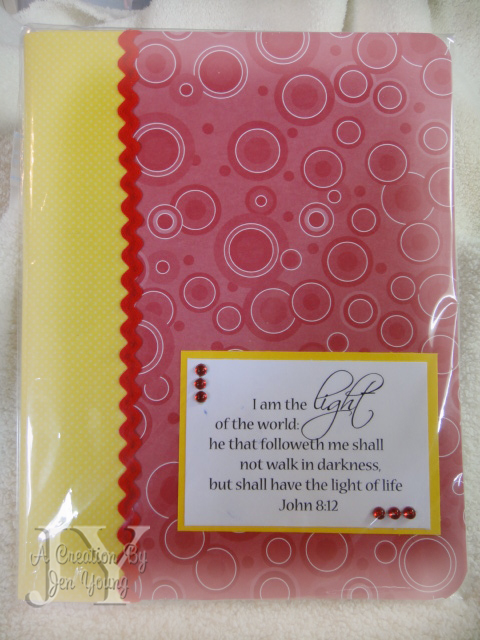 I am the light
of the world:
he that followeth me shall
not walk in darkness,
but shall have the light of life
John 8:12
JY
A Creation By
Jen Young